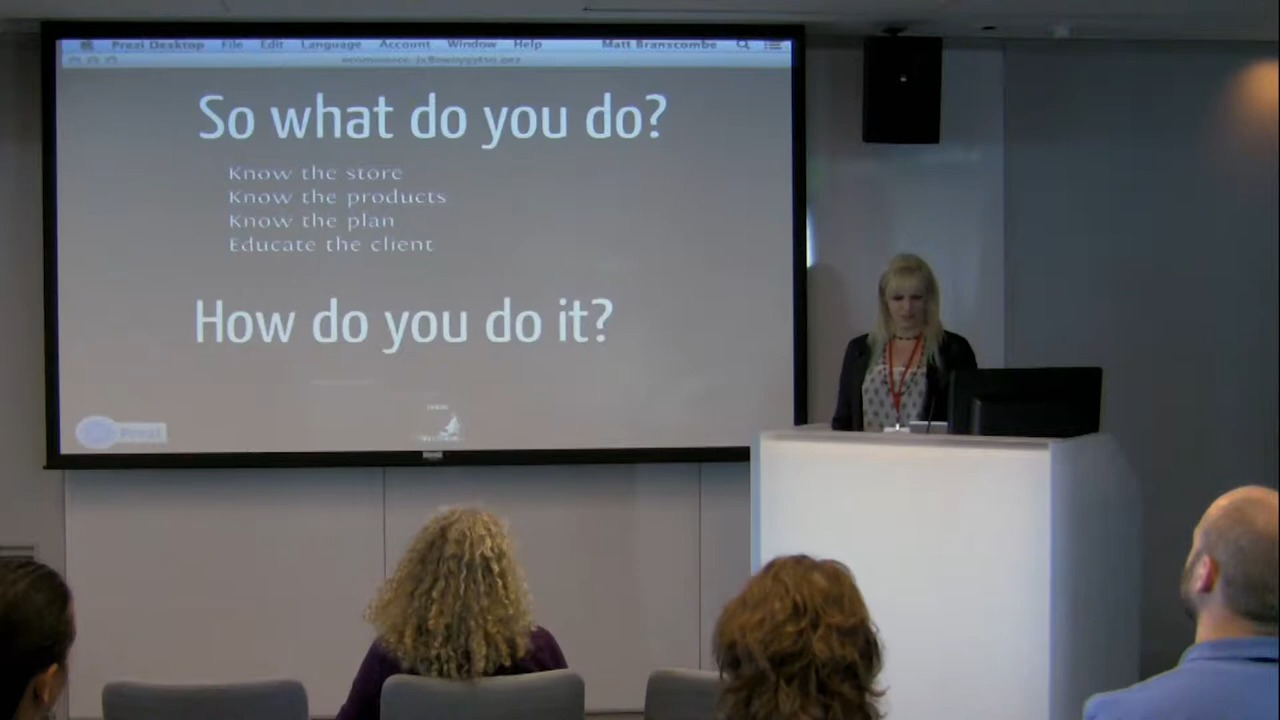 Prezi Desktop File Edit Language Account Window Help Matt Branscombe
So what do you do?
Know the store
Know the products
Know the plan
Educate the client
How do you do it?
Prezi